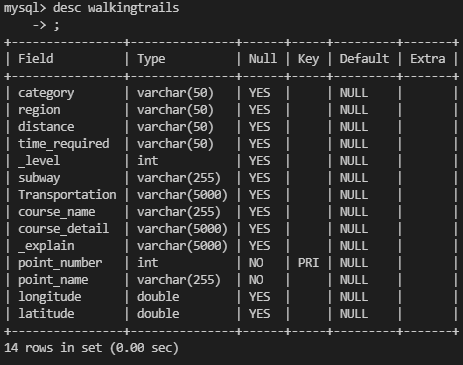 mysql> desc walkingtrails
    -> ;
+----------------+---------------+------+-----+---------+-------+
| Field          | Type          | Null | Key | Default | Extra |
+----------------+---------------+------+-----+---------+-------+
| category       | varchar(50)   | YES  |     | NULL    |       |
| region         | varchar(50)   | YES  |     | NULL    |       |
| distance       | varchar(50)   | YES  |     | NULL    |       |
| time_required  | varchar(50)   | YES  |     | NULL    |       |
| _level         | int           | YES  |     | NULL    |       |
| subway         | varchar(255)  | YES  |     | NULL    |       |
| Transportation | varchar(5000) | YES  |     | NULL    |       |
| course_name    | varchar(255)  | YES  |     | NULL    |       |
| course_detail  | varchar(5000) | YES  |     | NULL    |       |
| _explain       | varchar(5000) | YES  |     | NULL    |       |
| point_number   | int           | NO   | PRI | NULL    |       |
| point_name     | varchar(255)  | NO   |     | NULL    |       |
| longitude      | double        | YES  |     | NULL    |       |
| latitude       | double        | YES  |     | NULL    |       |
+----------------+---------------+------+-----+---------+-------+
14 rows in set (0.00 sec)